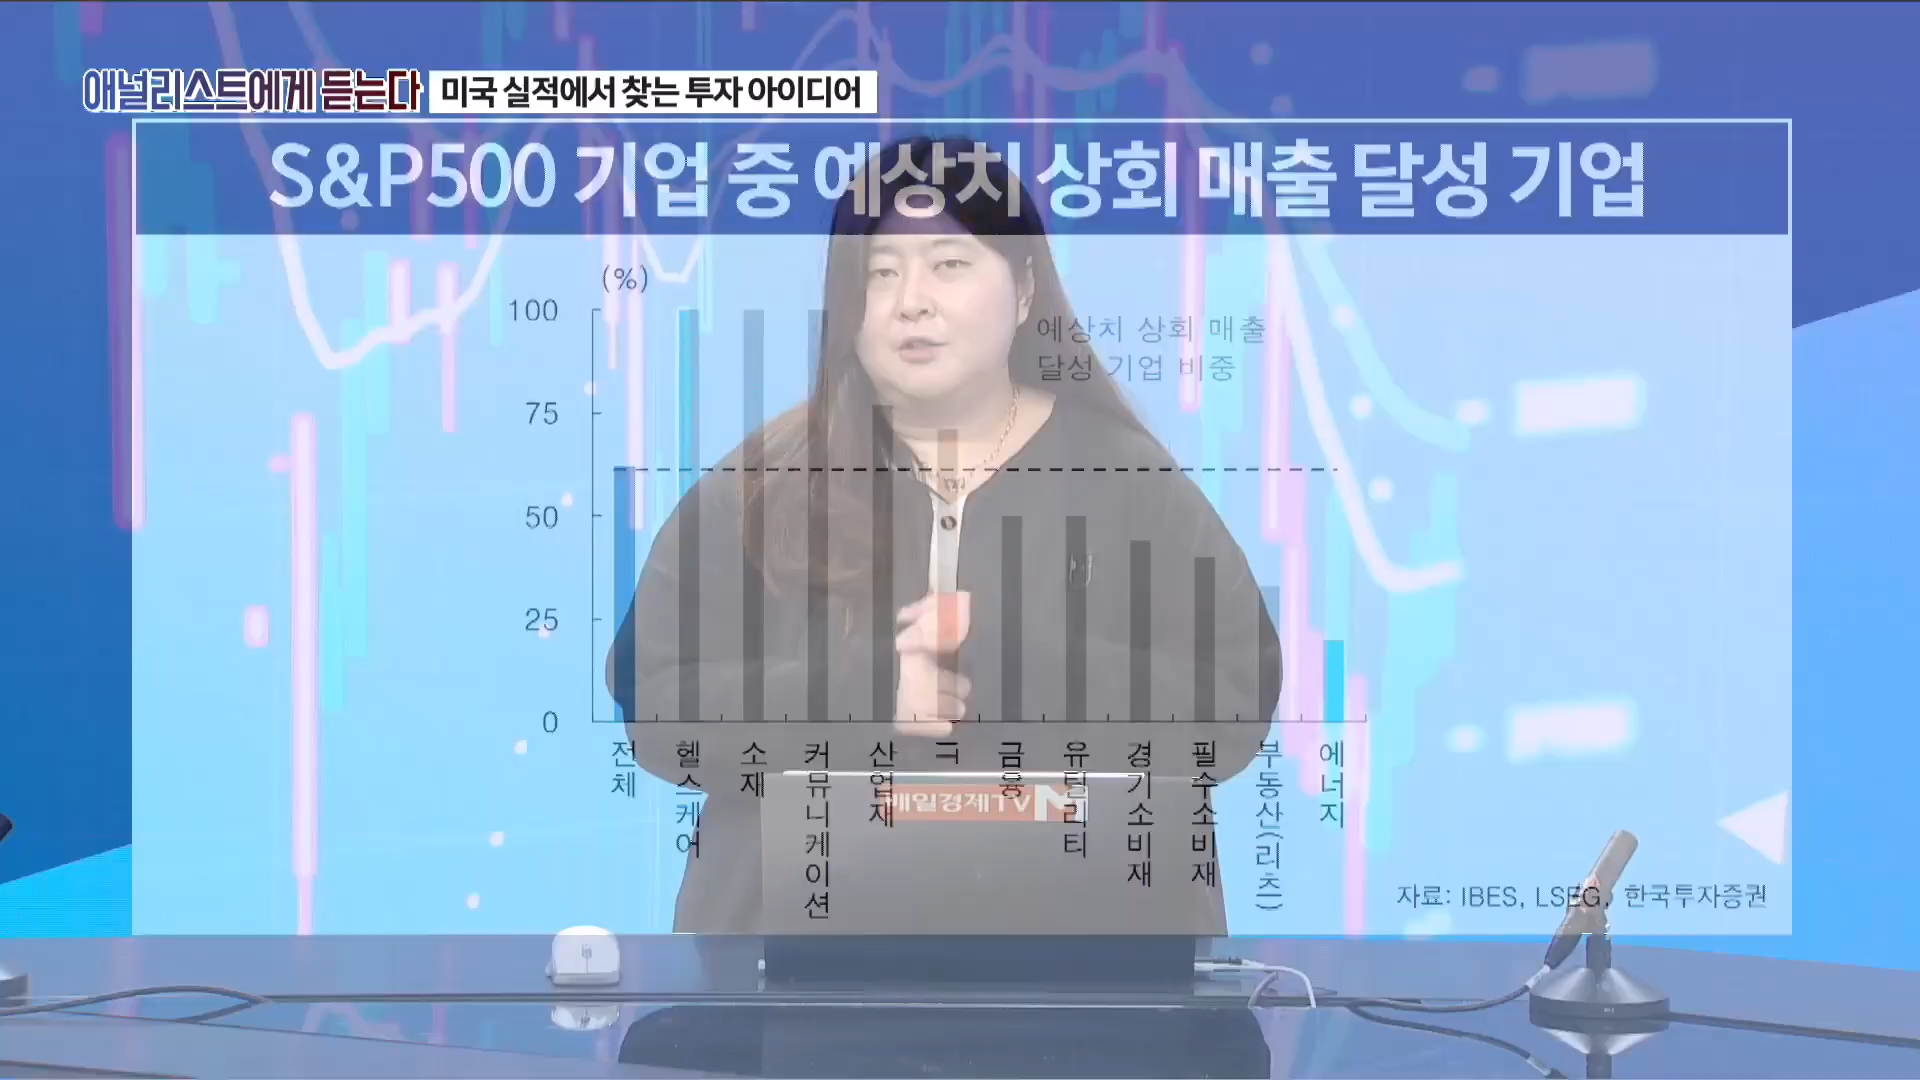 애널리스트에게 듣는다
미국 실적에서 찾는 투자 아이디어
S&P500 기업 중 예상치 상회 매출 달성 기업
(%)
100
75
50
25
0
예상치 상회 매출
달성 기업 비중
전체
헬스케어
소재
커뮤니케이션
산업재
금융
유틸리티
경기소비재
필수소비재
부동산(리츠)
에너지
매일경제TV M
자료: IBES, LSEG, 한국투자증권